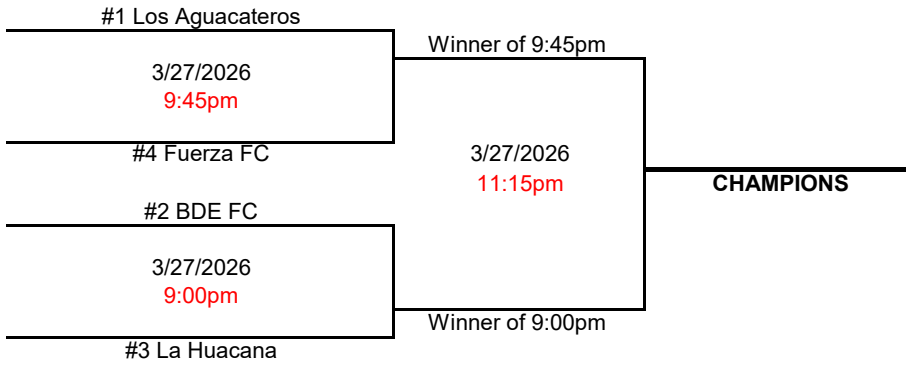 #1 Los Aguacateros
Winner of 9:45pm
3/27/2026
9:45pm
#4 Fuerza FC
3/27/2026
11:15pm
CHAMPIONS
#2 BDE FC
3/27/2026
9:00pm
Winner of 9:00pm
#3 La Huacana